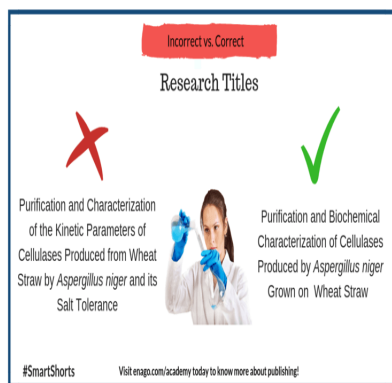 Incorrect vs. Correct
Research Titles
Purification and Characterization
of the Kinetic Parameters of
Cellulases Produced from Wheat
Straw by Aspergillus niger and its
Salt Tolerance
Purification and Biochemical
Characterization of Cellulases
Produced by Aspergillus niger
Grown on Wheat Straw
#SmartShorts
Visit enago.com/academy today to know more about publishing!